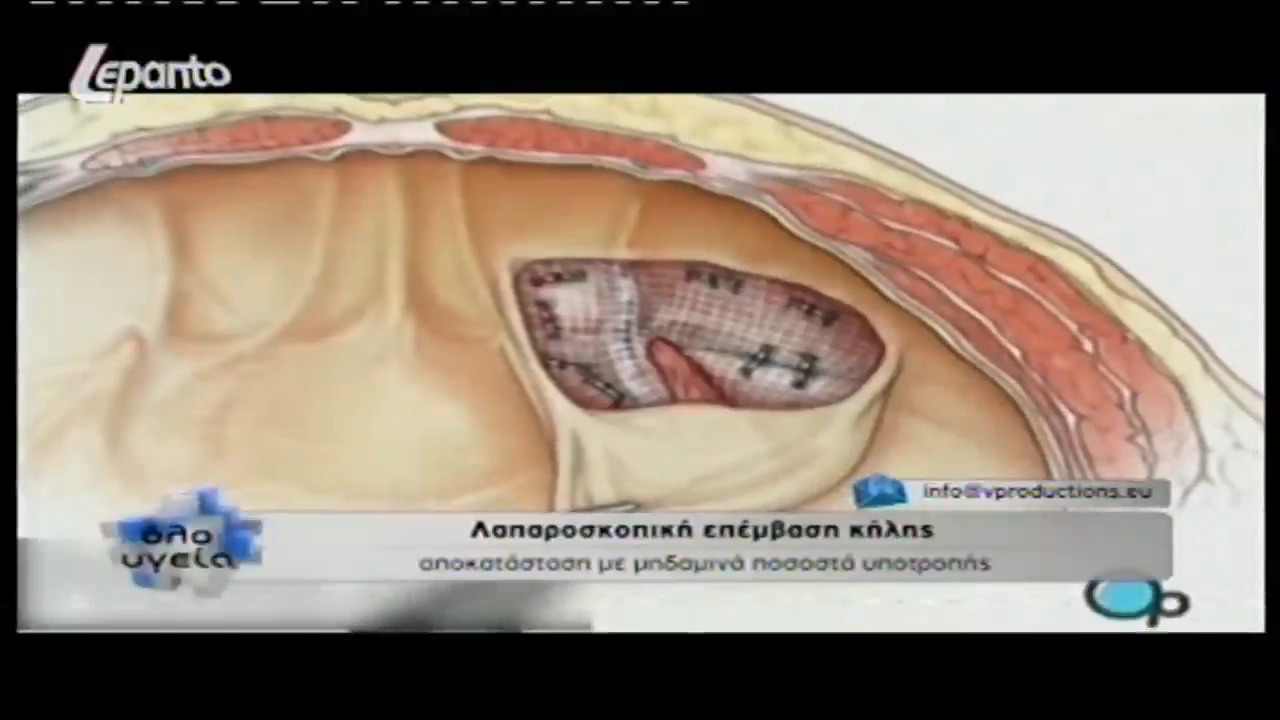 Lepanto
info@vproductions.eu
όλο
υγεία
Λαπαροσκοπική επέμβαση κήλης
αποκατάσταση με μηδαμινά ποσοστά υποτροπής